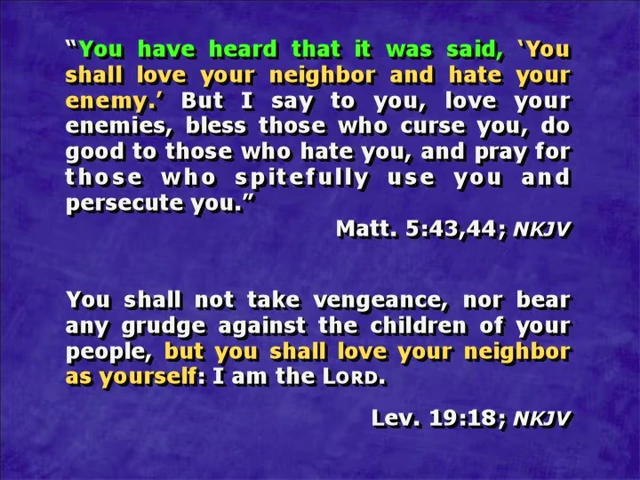 “You have heard that it was said, ‘You
shall love your neighbor and hate your
enemy.’ But I say to you, love your
enemies, bless those who curse you, do
good to those who hate you, and pray for
those who spitefully use you and
persecute you.”
Matt. 5:43,44; NKJV
You shall not take vengeance, nor bear
any grudge against the children of your
people, but you shall love your neighbor
as yourself: I am the LORD.
Lev. 19:18; NKJV